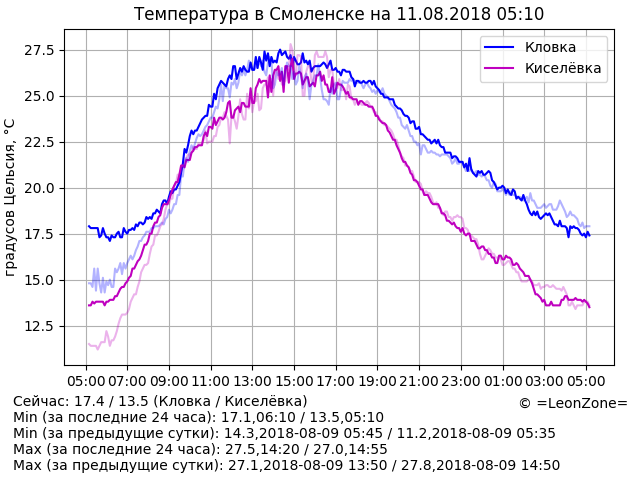 Температура в Смоленске на 11.08.2018 05:10
Кловка
Киселёвка
градусов Цельсия, °C
27.5
25.0
22.5
20.0
17.5
15.0
12.5
05:00 07:00 09:00 11:00 13:00 15:00 17:00 19:00 21:00 23:00 01:00 03:00 05:00
Сейчас: 17.4 / 13.5 (Кловка / Киселёвка)
© =LeonZone=
Min (за последние 24 часа): 17.1,06:10 / 13.5,05:10
Min (за предыдущие сутки): 14.3,2018-08-09 05:45 / 11.2,2018-08-09 05:35
Max (за последние 24 часа): 27.5,14:20 / 27.0,14:55
Max (за предыдущие сутки): 27.1,2018-08-09 13:50 / 27.8,2018-08-09 14:50